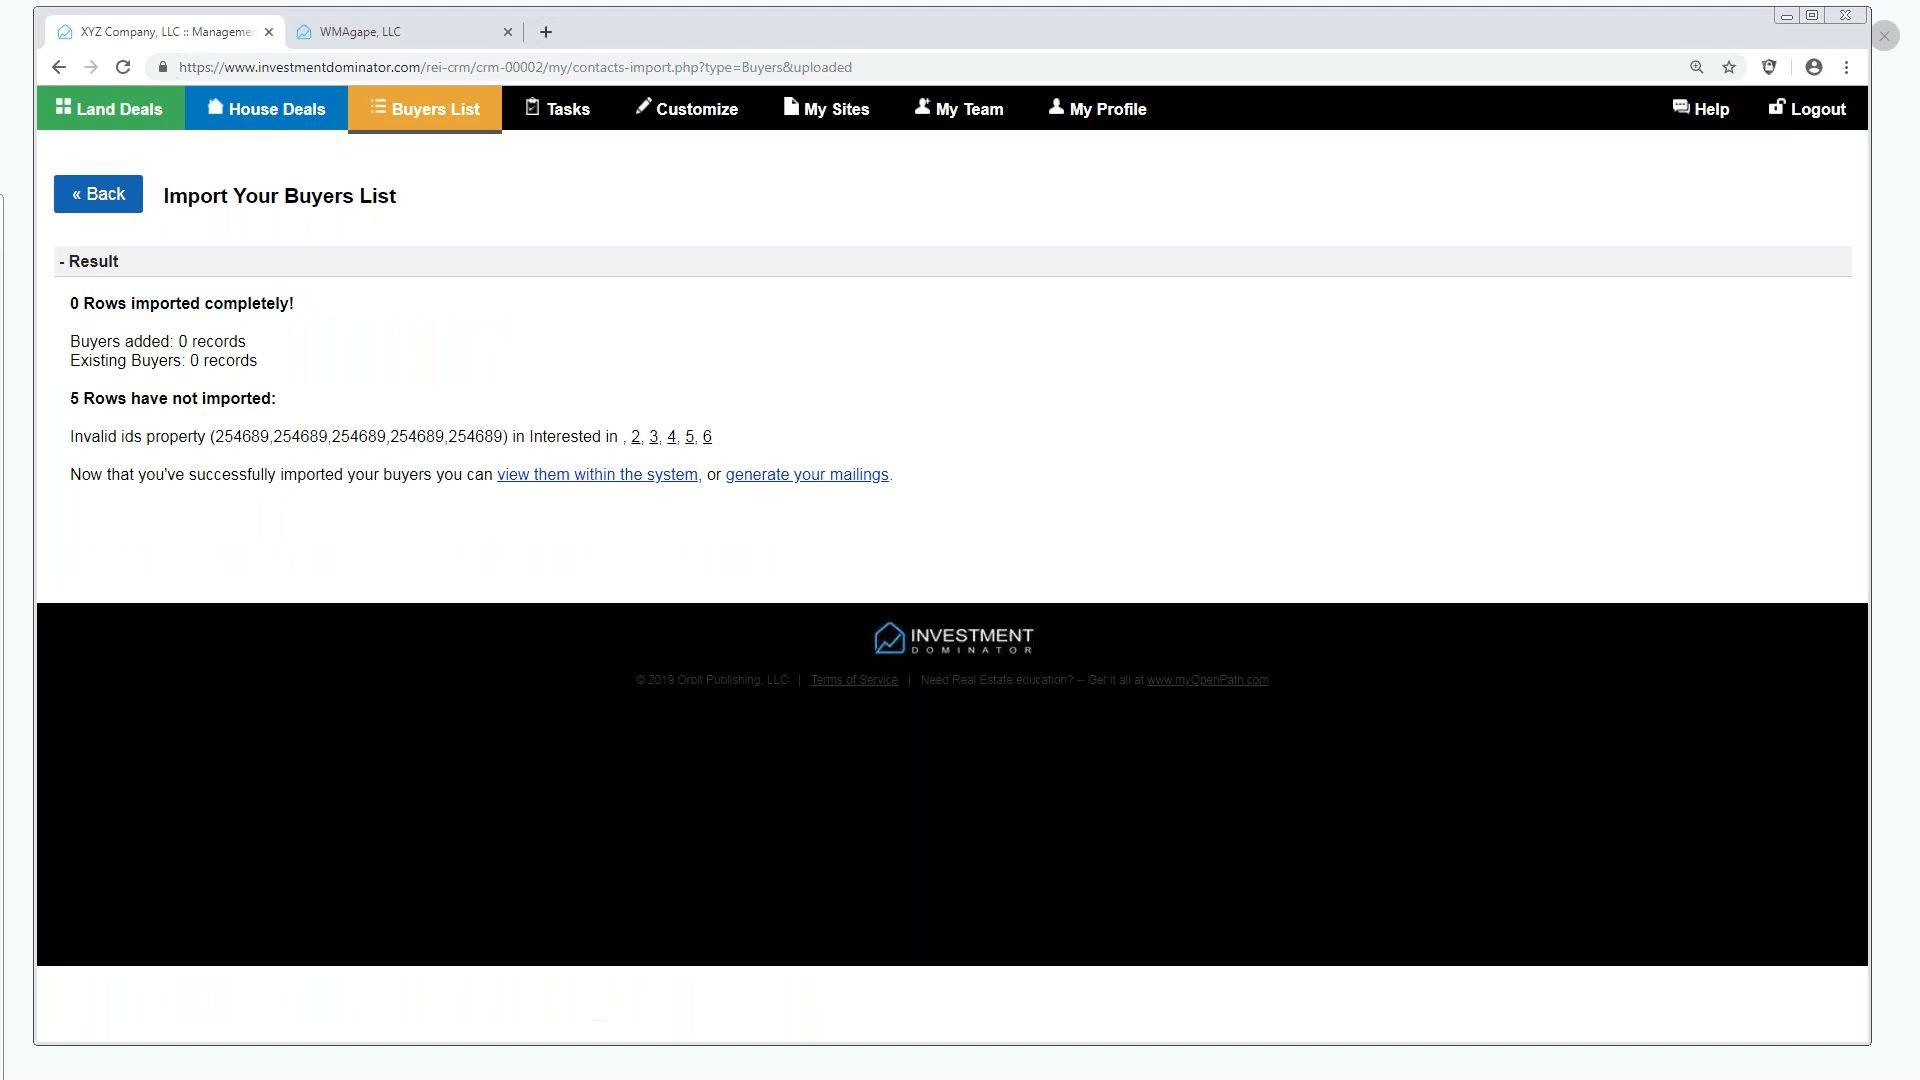 XYZ Company, LLC :: Manageme
WMAgape, LLC
https://www.investmentdominator.com/rei-crm/crm-00002/my/contacts-import.php?type=Buyers&uploaded
Land Deals
House Deals
Buyers List
Tasks
Customize
My Sites
My Team
My Profile
Help
Logout
« Back
Import Your Buyers List
- Result
0 Rows imported completely!
Buyers added: 0 records
Existing Buyers: 0 records
5 Rows have not imported:
Invalid ids property (254689,254689,254689,254689,254689) in Interested in , 2, 3, 4, 5, 6
Now that you've successfully imported your buyers you can view them within the system, or generate your mailings.
INVESTMENT
DOMINATOR
© 2019 Orbit Publishing, LLC | Terms of Service | Need Real Estate education? -- Get it all at www.myOpenPath.com